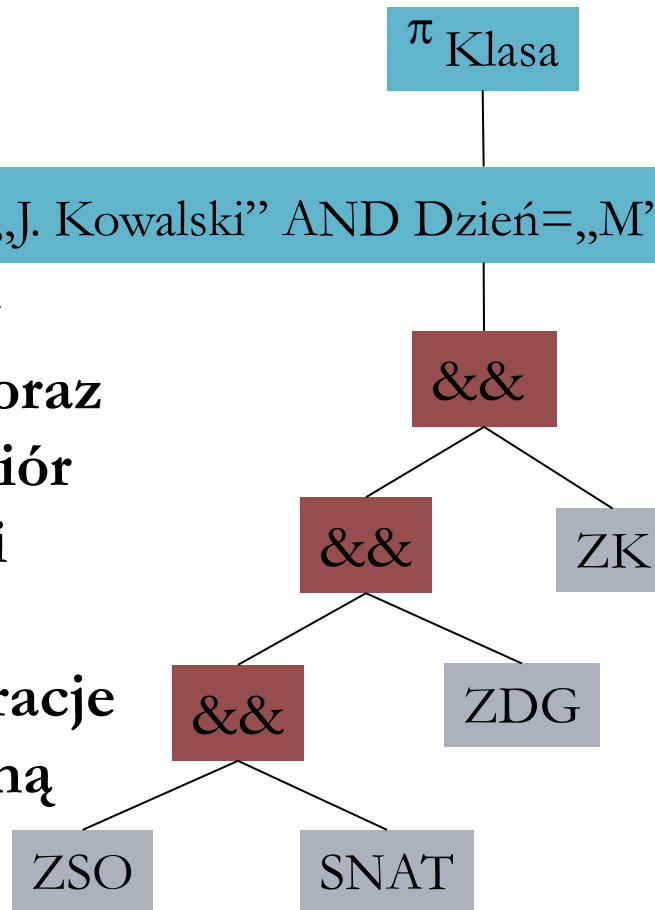 π Klasa
„J. Kowalski” AND Dzień=„M”
&&
oraz
iór
&&
ZK
i
racje
&&
ZDG
ną
ZSO
SNAT